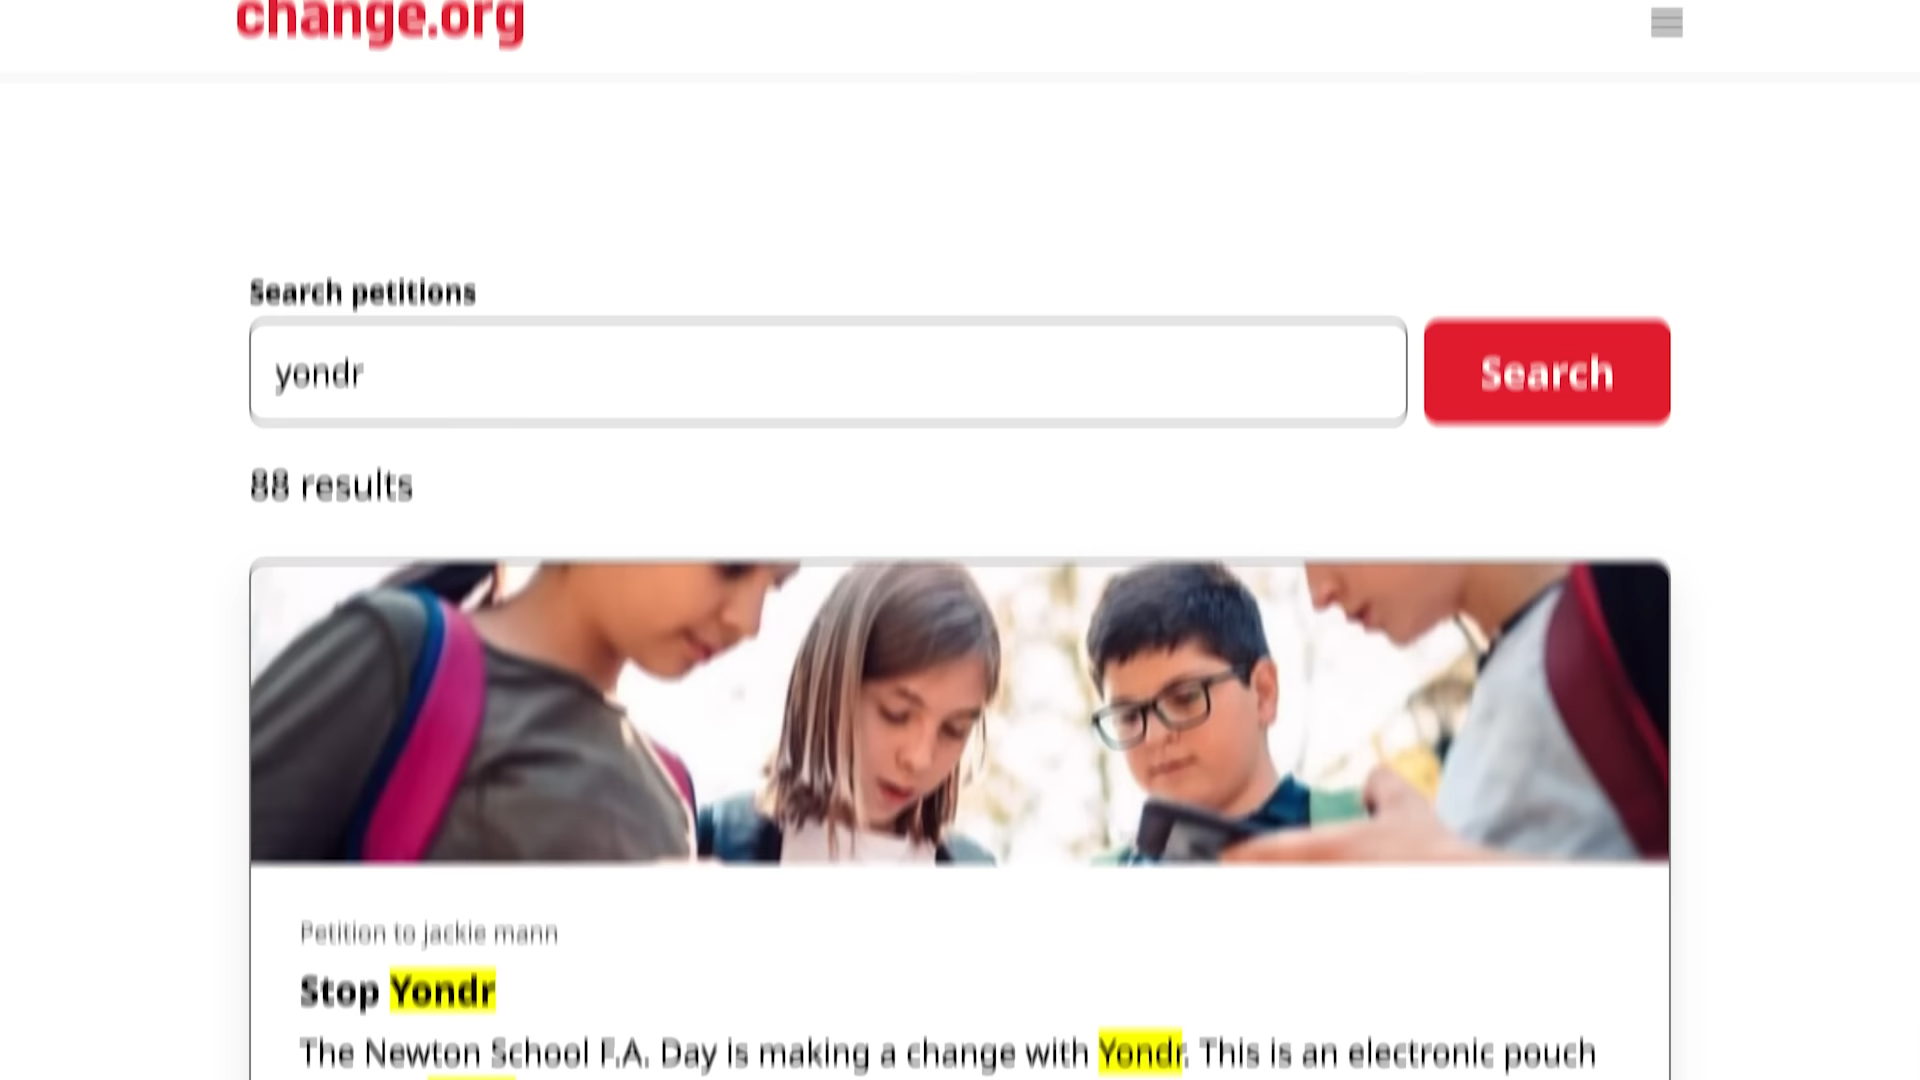 change.org
Search petitions
yondr
Search
88 results
Petition to jackie mann
Stop Yondr
The Newton School F.A. Day is making a change with Yondr. This is an electronic pouch